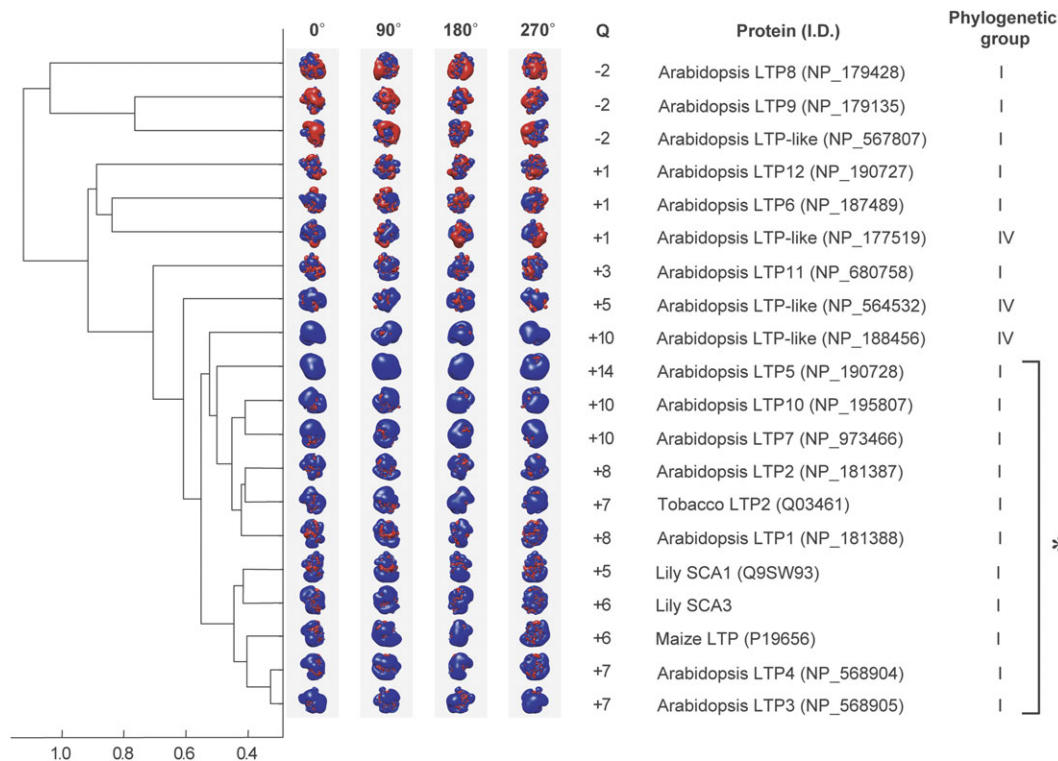 0° 90° 180° 270° Q Protein (I.D.) Phylogenetic group
-2 Arabidopsis LTP8 (NP_179428) I
-2 Arabidopsis LTP9 (NP_179135) I
-2 Arabidopsis LTP-like (NP_567807) I
+1 Arabidopsis LTP12 (NP_190727) I
+1 Arabidopsis LTP6 (NP_187489) I
+1 Arabidopsis LTP-like (NP_177519) IV
+3 Arabidopsis LTP11 (NP_680758) I
+5 Arabidopsis LTP-like (NP_564532) IV
+10 Arabidopsis LTP-like (NP_188456) IV
+14 Arabidopsis LTP5 (NP_190728) I
+10 Arabidopsis LTP10 (NP_195807) I
+10 Arabidopsis LTP7 (NP_973466) I
+8 Arabidopsis LTP2 (NP_181387) I
+7 Tobacco LTP2 (Q03461) I
+8 Arabidopsis LTP1 (NP_181388) I
*
+5 Lily SCA1 (Q9SW93) I
+6 Lily SCA3 I
+6 Maize LTP (P19656) I
+7 Arabidopsis LTP4 (NP_568904) I
+7 Arabidopsis LTP3 (NP_568905) I
1.0 0.8 0.6 0.4